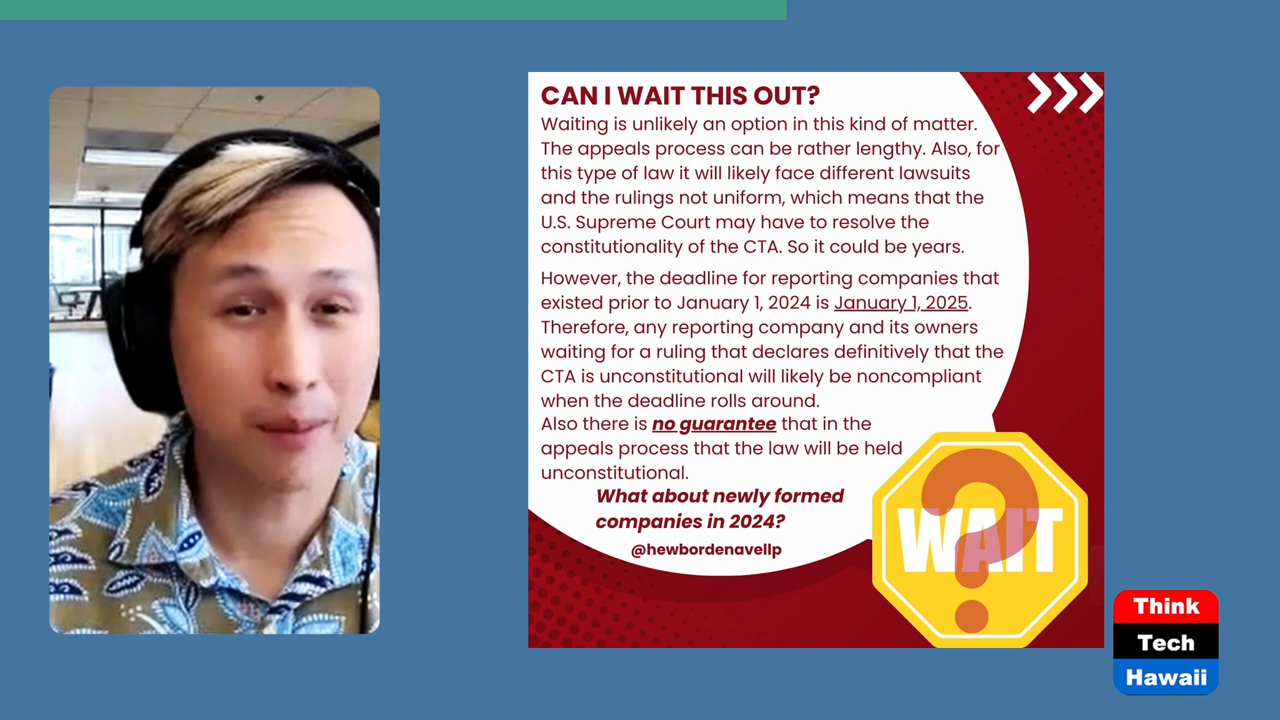 CAN I WAIT THIS OUT?
Waiting is unlikely an option in this kind of matter.
The appeals process can be rather lengthy. Also, for
this type of law it will likely face different lawsuits
and the rulings not uniform, which means that the
U.S. Supreme Court may have to resolve the
constitutionality of the CTA. So it could be years.
However, the deadline for reporting companies that
existed prior to January 1, 2024 is January 1, 2025.
Therefore, any reporting company and its owners
waiting for a ruling that declares definitively that the
CTA is unconstitutional will likely be noncompliant
when the deadline rolls around.
Also there is no guarantee that in the
appeals process that the law will be held
unconstitutional.
What about newly formed
companies in 2024?
@hewbordenavellp
WAIT
?
Think
Tech
Hawaii